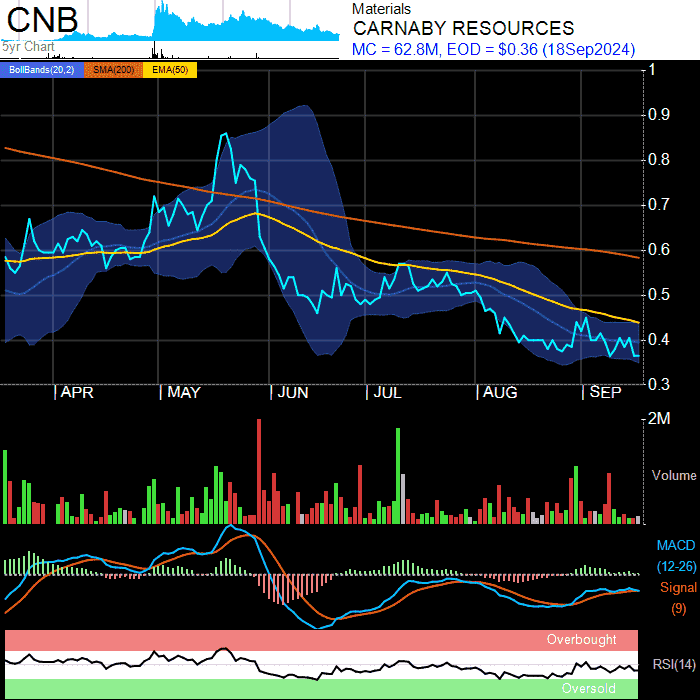 CNB
5yr Chart
Materials
CARNABY RESOURCES
MC = 62.8M, EOD = $0.36 (18Sep2024)
BollBands(20,2) SMA(200) EMA(50)
1
0.9
0.8
0.7
0.6
0.5
0.4
0.3
APR MAY JUN JUL AUG SEP
2M
Volume
MACD
(12-26)
Signal
(9)
Overbought
RSI(14)
Oversold